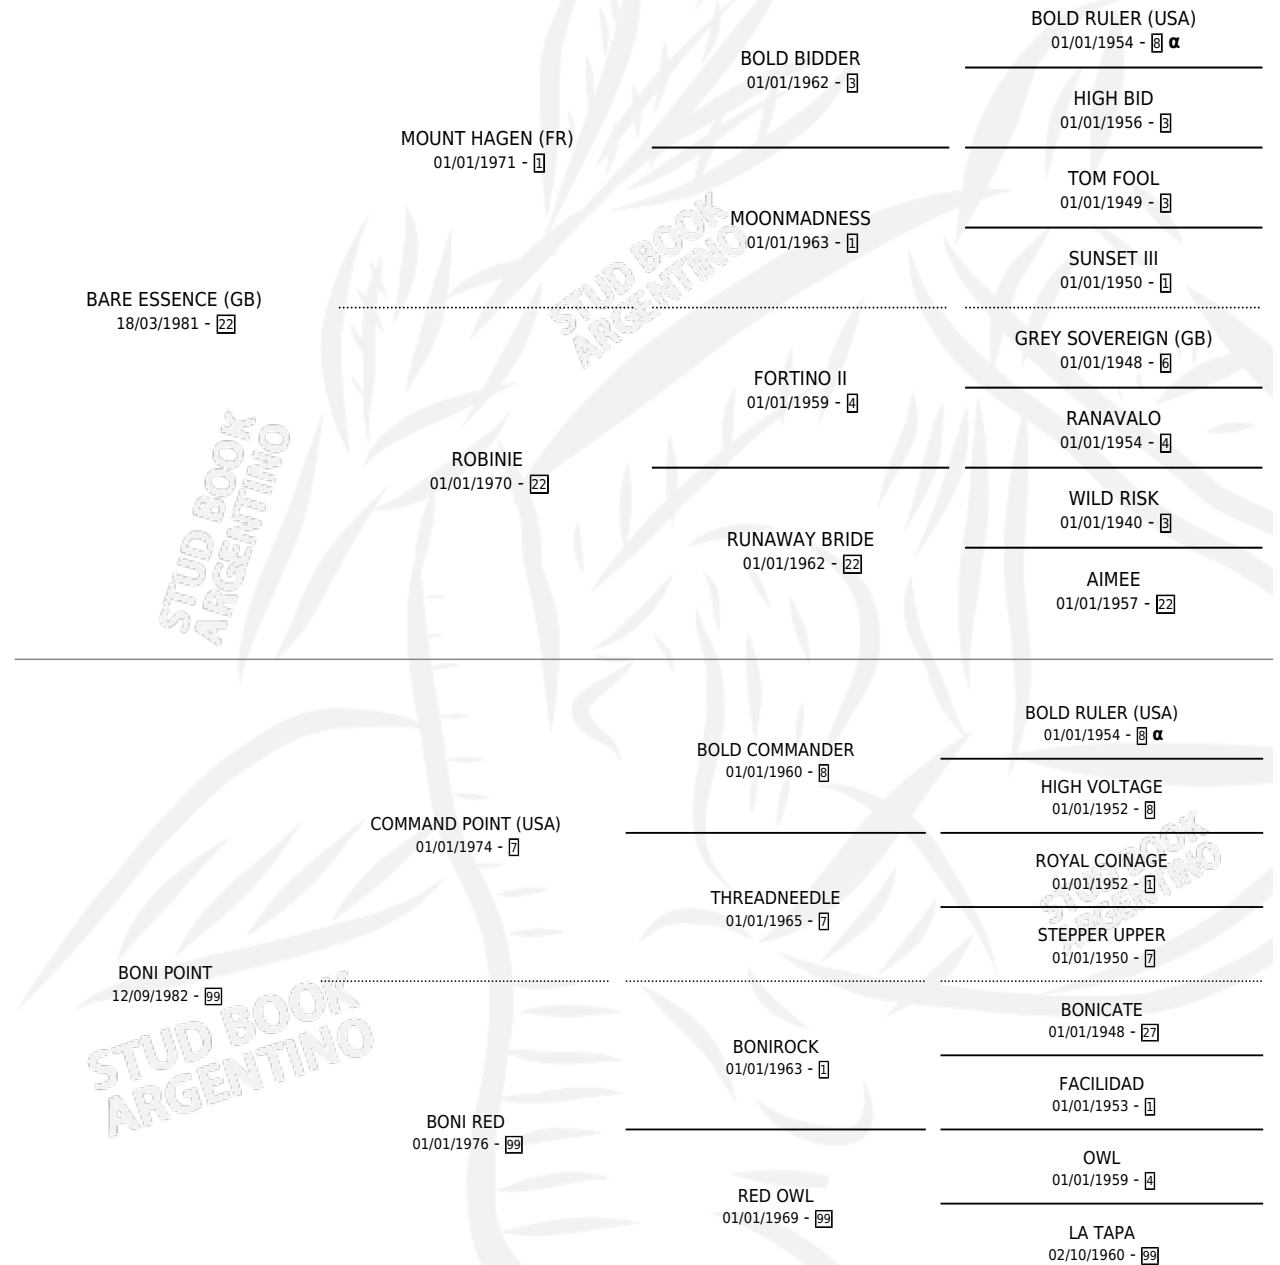 BOLD RULER (USA)
01/01/1954 - 8 α
BOLD BIDDER
01/01/1962 - 3
HIGH BID
01/01/1956 - 3
MOUNT HAGEN (FR)
01/01/1971 - 1
TOM FOOL
01/01/1949 - 3
MOONMADNESS
01/01/1963 - 1
SUNSET III
01/01/1950 - 1
STUD BOOK
ARGENTINO
BARE ESSENCE (GB)
18/03/1981 - 22
GREY SOVEREIGN (GB)
01/01/1948 - 6
FORTINO II
01/01/1959 - 4
RANAVALO
01/01/1954 - 4
ROBINIE
01/01/1970 - 22
WILD RISK
01/01/1940 - 3
RUNAWAY BRIDE
01/01/1962 - 22
AIMEE
01/01/1957 - 22
STUD BOOK
ARGENTINO
BOLD RULER (USA)
01/01/1954 - 8 α
BOLD COMMANDER
01/01/1960 - 8
HIGH VOLTAGE
01/01/1952 - 8
COMMAND POINT (USA)
01/01/1974 - 7
ROYAL COINAGE
01/01/1952 - 1
THREADNEEDLE
01/01/1965 - 7
STEPPER UPPER
01/01/1950 - 7
STUD BOOK
ARGENTINO
BONI POINT
12/09/1982 - 99
BONICATE
01/01/1948 - 27
BONIROCK
01/01/1963 - 1
FACILIDAD
01/01/1953 - 1
BONI RED
01/01/1976 - 99
OWL
01/01/1959 - 4
RED OWL
01/01/1969 - 99
LA TAPA
02/10/1960 - 99
STUD BOOK
ARGENTINO